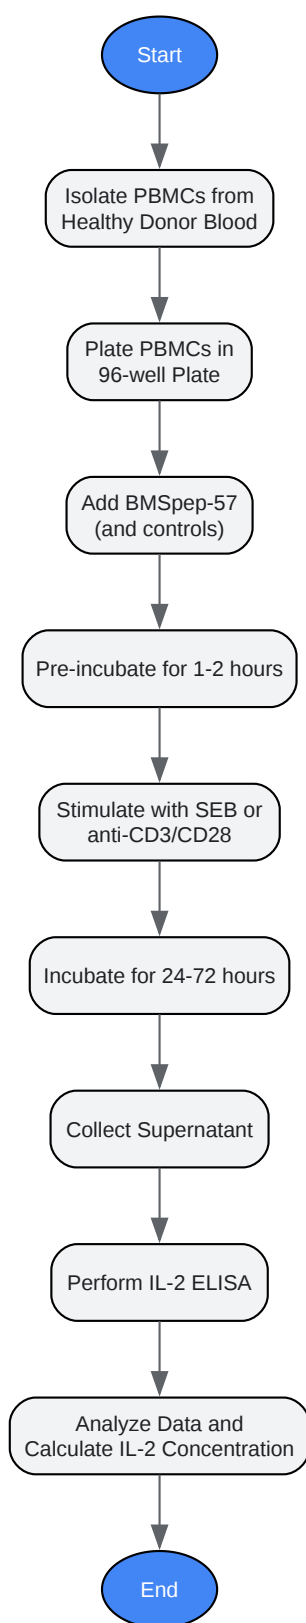 Start
Isolate PBMCs from
Healthy Donor Blood
Plate PBMCs in
96-well Plate
Add BMSpep-57
(and controls)
Pre-incubate for 1-2 hours
Stimulate with SEB or
anti-CD3/CD28
Incubate for 24-72 hours
Collect Supernatant
Perform IL-2 ELISA
Analyze Data and
Calculate IL-2 Concentration
End